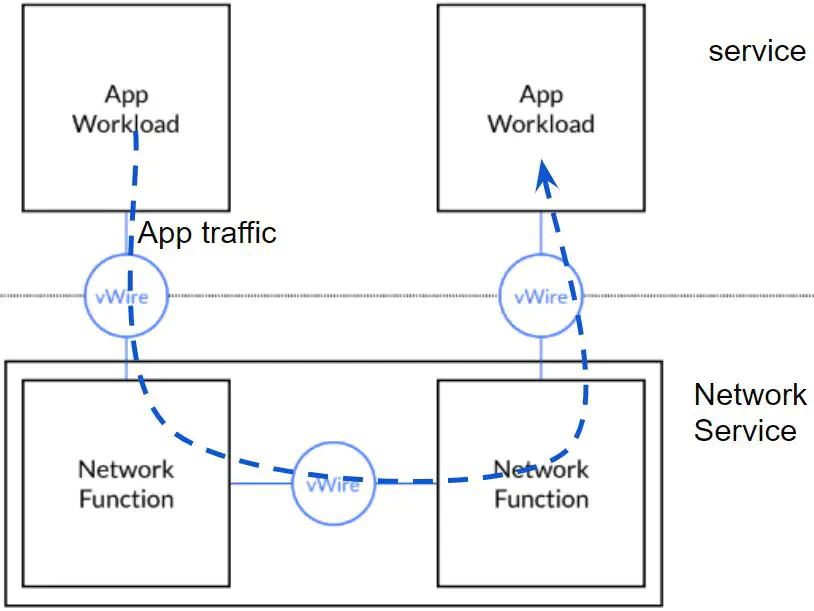 App
Workload
App
Workload
service
App traffic
vWire
vWire
Network
Function
vWire
Network
Function
Network
Service